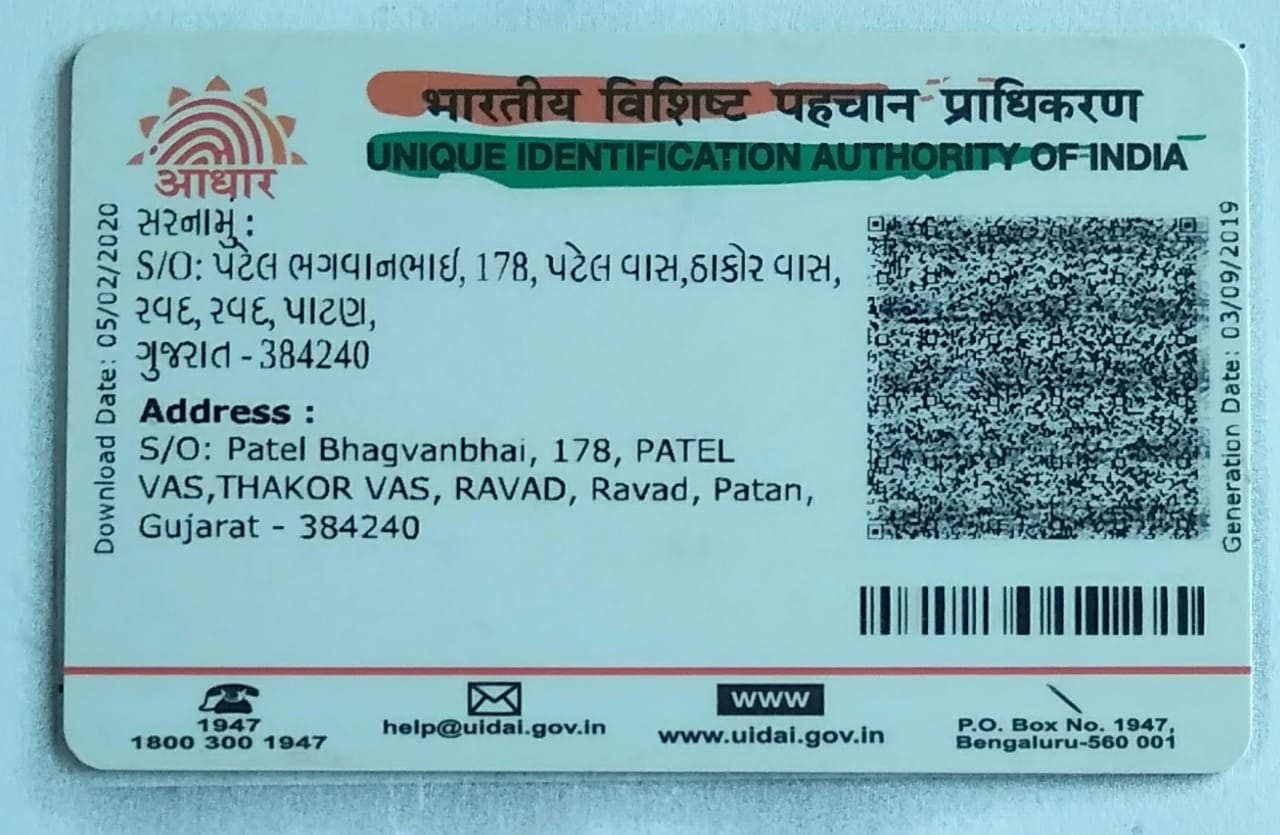 भारतीय विशिष्ट पहचान प्राधिकरण
UNIQUE IDENTIFICATION AUTHORITY OF INDIA
आधार
Download Date: 05/02/2020
સરનામું :
S/O: પટેલ ભગવાનભાઇ, 178, પટેલ વાસ,ઠાકોર વાસ,
રવદ, રવદ, પાટણ,
ગુજરાત - 384240
Address :
S/O: Patel Bhagvanbhai, 178, PATEL
VAS,THAKOR VAS, RAVAD, Ravad, Patan,
Gujarat - 384240
Generation Date: 03/09/2019
1947
1800 300 1947
help@uidai.gov.in
www
www.uidai.gov.in
P.O. Box No. 1947,
Bengaluru-560 001